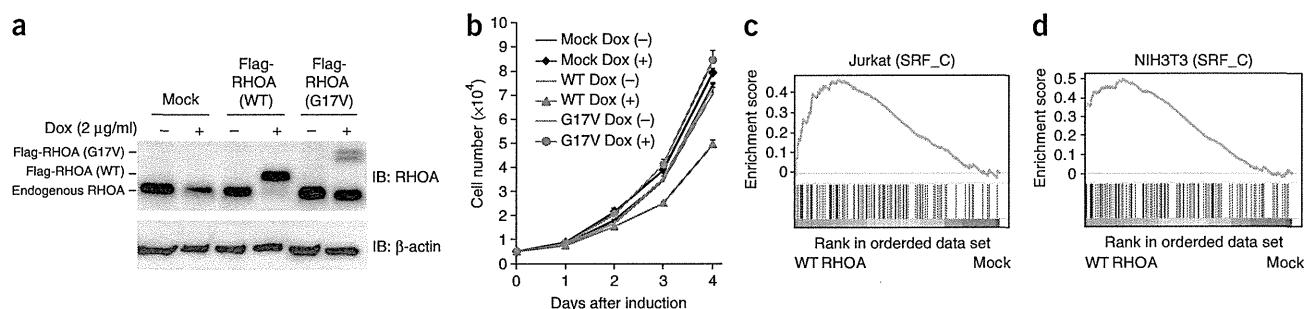 a
Flag-
RHOA
(WT)
Flag-
RHOA
(G17V)
Mock
Dox (2 µg/ml)
– + – + – +
Flag-RHOA (G17V)
Flag-RHOA (WT)
Endogenous RHOA
IB: RHOA
IB: β-actin
b
Cell number (×10⁴)
10
9
8
7
6
5
4
3
2
1
0
Mock Dox (–)
Mock Dox (+)
WT Dox (–)
WT Dox (+)
G17V Dox (–)
G17V Dox (+)
0 1 2 3 4
Days after induction
c
Jurkat (SRF_C)
Enrichment score
0.4
0.3
0.2
0.1
0
Rank in orderded data set
WT RHOA Mock
d
NIH3T3 (SRF_C)
Enrichment score
0.5
0.4
0.3
0.2
0.1
0
Rank in orderded data set
WT RHOA Mock